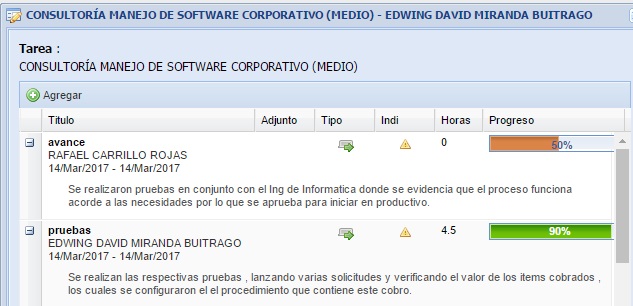 CONSULTORÍA MANEJO DE SOFTWARE CORPORATIVO (MEDIO) - EDWING DAVID MIRANDA BUITRAGO
Tarea :
CONSULTORÍA MANEJO DE SOFTWARE CORPORATIVO (MEDIO)
Agregar
Titulo Adjunto Tipo Indi Horas Progreso
avance 0 50%
RAFAEL CARRILLO ROJAS
14/Mar/2017 - 14/Mar/2017
Se realizaron pruebas en conjunto con el Ing de Informatica donde se evidencia que el proceso funciona
acorde a las necesidades por lo que se aprueba para iniciar en productivo.
pruebas 4.5 90%
EDWING DAVID MIRANDA BUITRAGO
14/Mar/2017 - 14/Mar/2017
Se realizan las respectivas pruebas , lanzando varias solicitudes y verificando el valor de los items cobrados ,
los cuales se configuraron el el procedimiento que contiene este cobro.